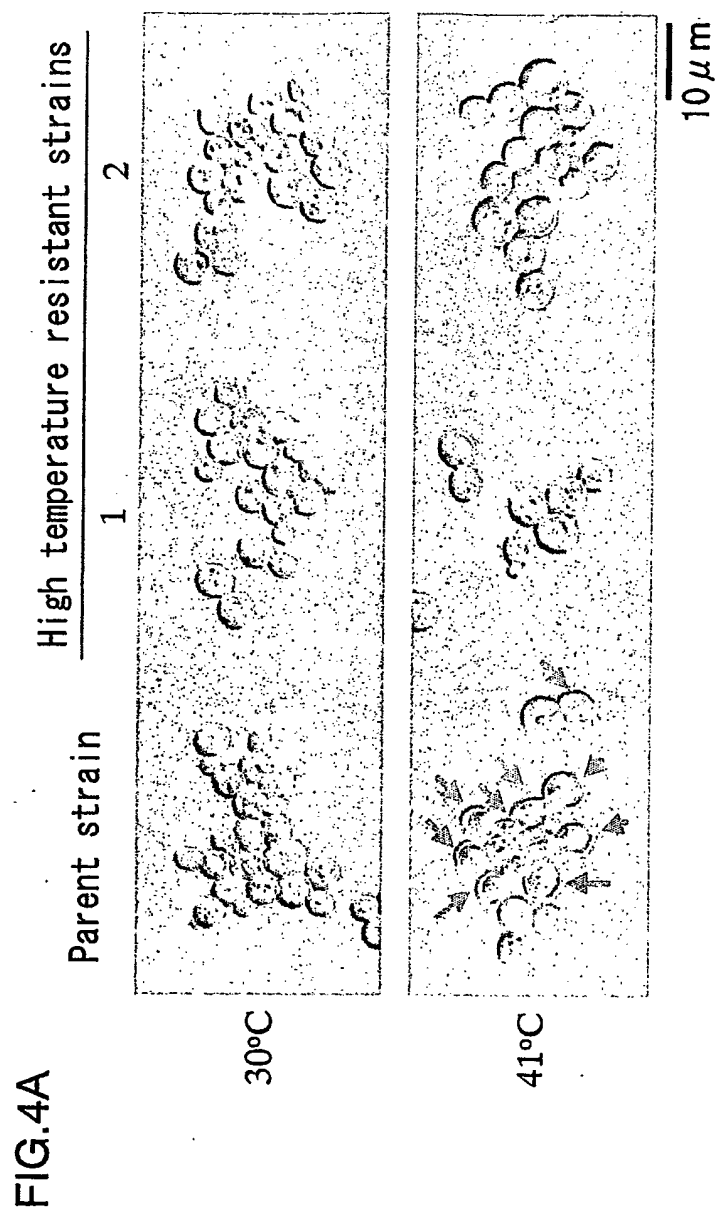 FIG.4A
Parent strain
High temperature resistant strains
1
2
30°C
41°C
10μm